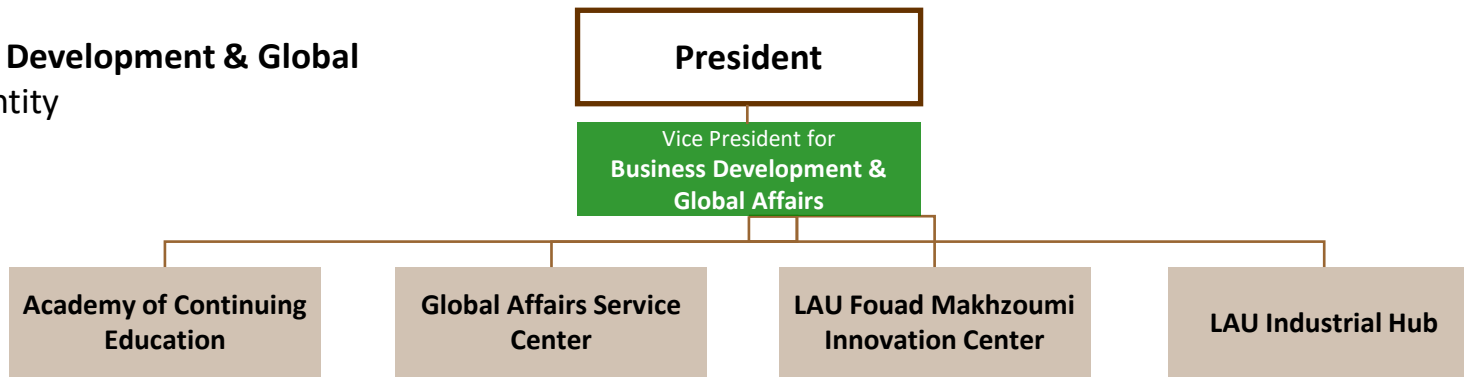 Development & Global
President
Vice President for
Business Development &
Global Affairs
Academy of Continuing
Education
Global Affairs Service
Center
LAU Fouad Makhzoumi
Innovation Center
LAU Industrial Hub